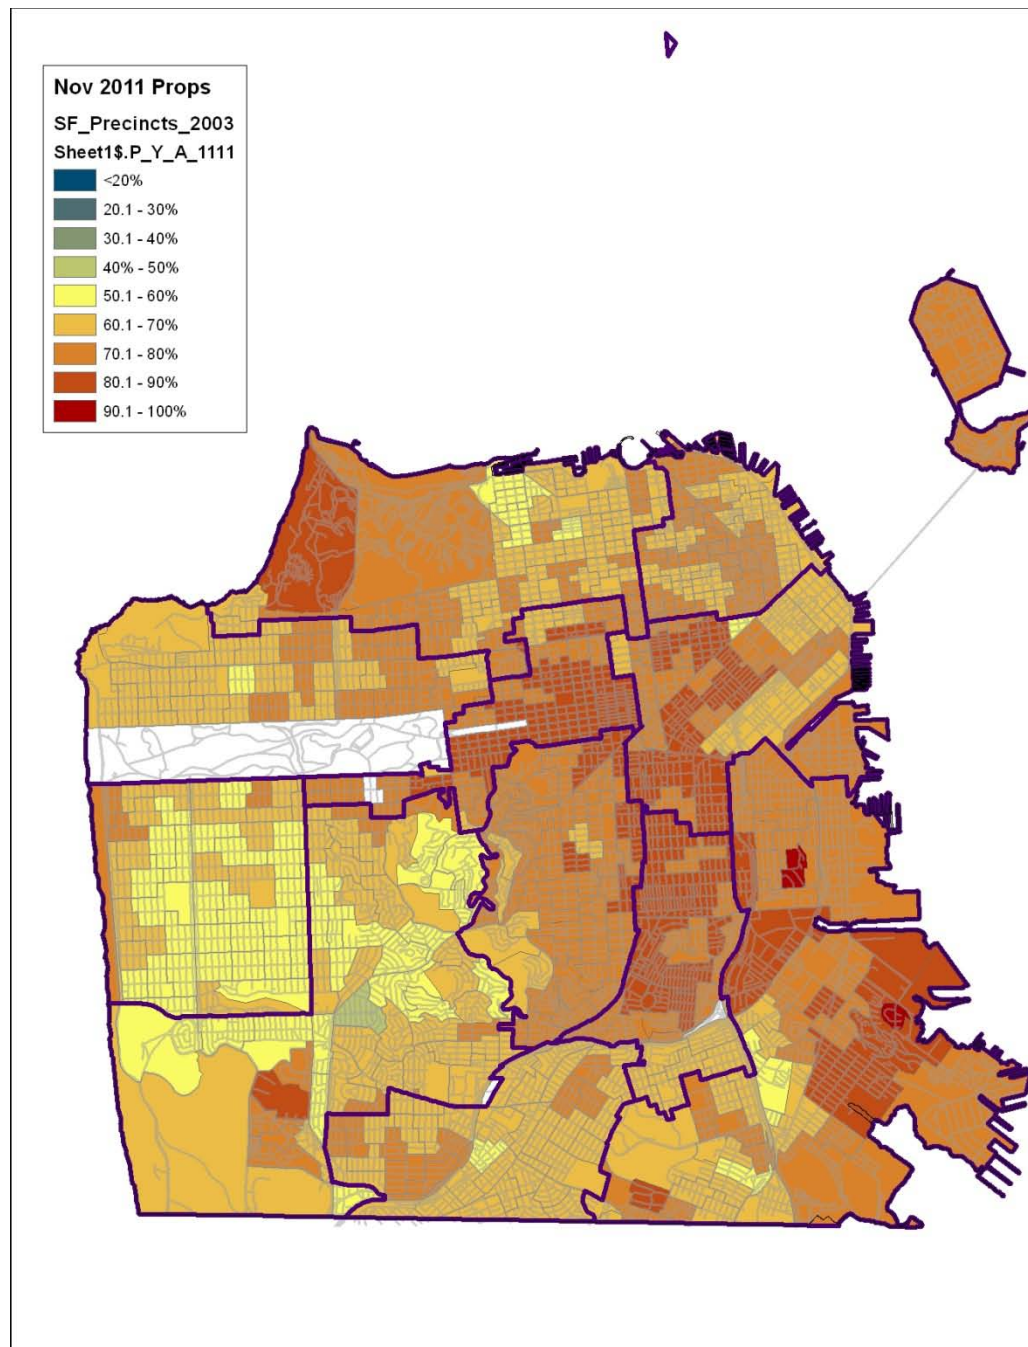 Nov 2011 Props
SF_Precincts_2003
Sheet1$.P_Y_A_1111
<20%
20.1 - 30%
30.1 - 40%
40% - 50%
50.1 - 60%
60.1 - 70%
70.1 - 80%
80.1 - 90%
90.1 - 100%